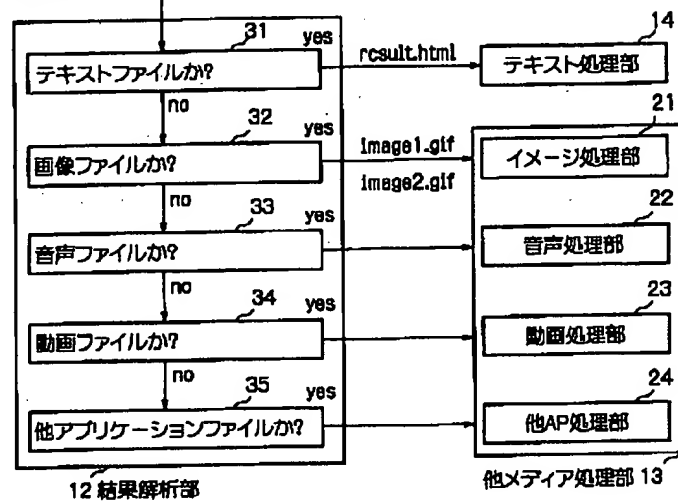 31
yes
テキストファイルか?
result.html
14
テキスト処理部
no
32
yes
画像ファイルか?
image1.gif
image2.gif
21
イメージ処理部
no
33
yes
音声ファイルか?
22
音声処理部
no
34
yes
動画ファイルか?
23
動画処理部
no
35
yes
他アプリケーションファイルか?
24
他AP処理部
12 結果解析部
他メディア処理部 13